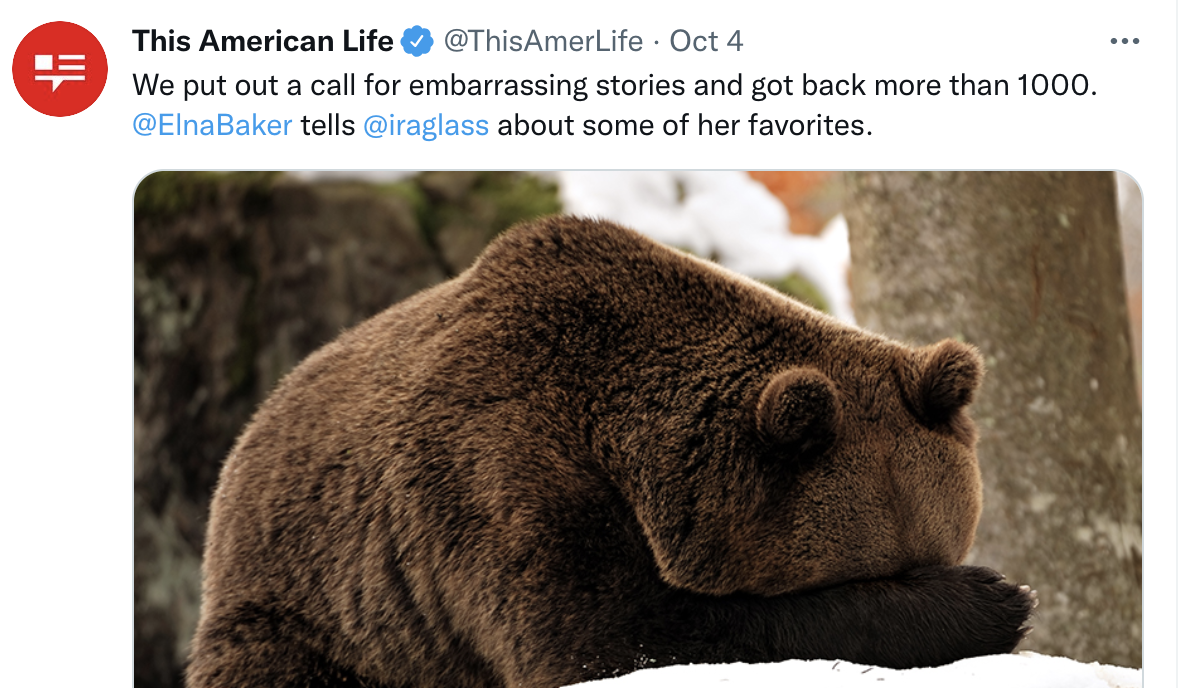 This American Life @ThisAmerLife · Oct 4
We put out a call for embarrassing stories and got back more than 1000.
@ElnaBaker tells @iraglass about some of her favorites.